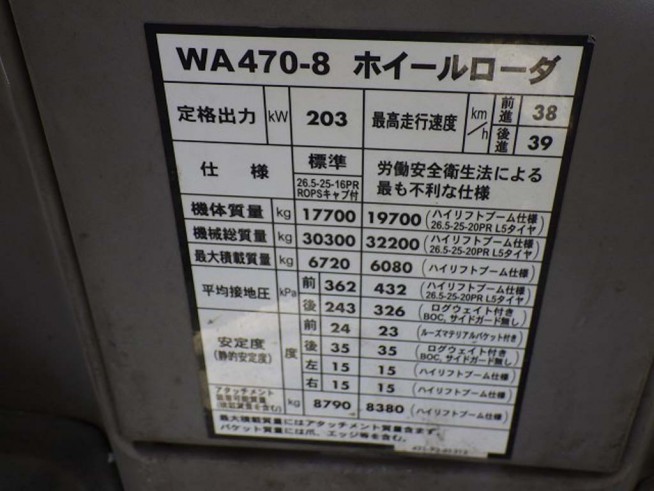 WA470-8 ホイールローダ
定格出力 kW 203 最高走行速度 km/h 前進 38
後進 39
仕様 標準 26.5-25-16PR ROPSキャブ付 労働安全衛生法による最も不利な仕様
機体質量 kg 17700 19700 (ハイリフトブーム仕様 26.5-25-20PR L5タイヤ)
機械総質量 kg 30300 32200 (ハイリフトブーム仕様 26.5-25-20PR L5タイヤ)
最大積載質量 kg 6720 6080 (ハイリフトブーム仕様)
平均接地圧 kPa 前 362 432 (ハイリフトブーム仕様 26.5-25-20PR L5タイヤ)
後 243 326 (ログウェイト付き BOC, サイドガード無し)
安定度 (静的安定度) 度 前 24 23 (ルーズマテリアルバケット付き)
後 35 35 (ログウェイト付き BOC, サイドガード無し)
左 15 15 (ハイリフトブーム仕様)
右 15 15 (ハイリフトブーム仕様)
アタッチメント装着可能質量 kg 8790 8380 (ハイリフトブーム仕様)
最大積載質量にはアタッチメント質量含まず。
バケット質量には爪、エッジ等を含む。